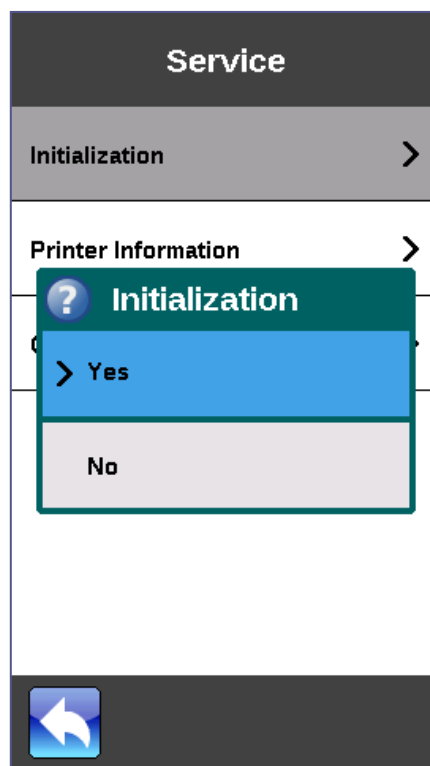 Service
Initialization
Printer Information
Initialization
Yes
No